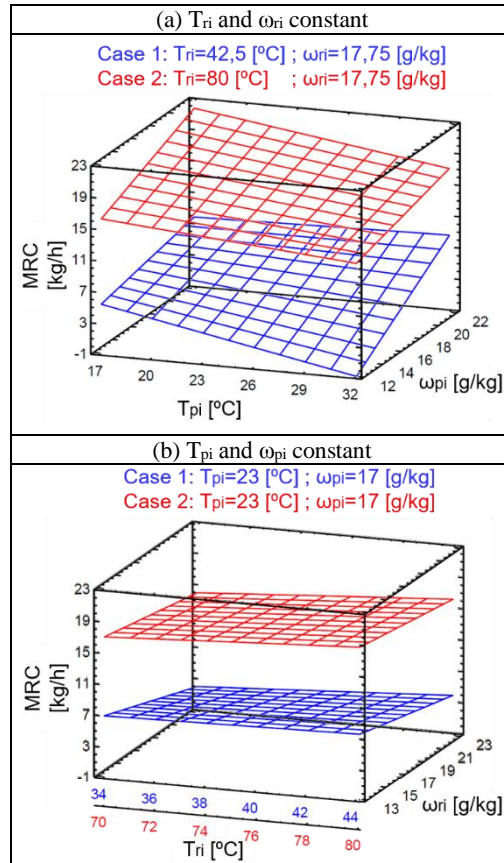 (a) Tri and ωri constant
Case 1: Tri=42,5 [ºC] ; ωri=17,75 [g/kg]
Case 2: Tri=80 [ºC] ; ωri=17,75 [g/kg]
23
19
15
11
7
3
-1
MRC
[kg/h]
17 20 23 26 29 32
Tpi [ºC]
12 14 16 18 20 22
ωpi [g/kg]
(b) Tpi and ωpi constant
Case 1: Tpi=23 [ºC] ; ωpi=17 [g/kg]
Case 2: Tpi=23 [ºC] ; ωpi=17 [g/kg]
23
19
15
11
7
3
-1
MRC
[kg/h]
34 36 38 40 42 44
70 72 74 76 78 80
Tri [ºC]
13 15 17 19 21 23
ωri [g/kg]